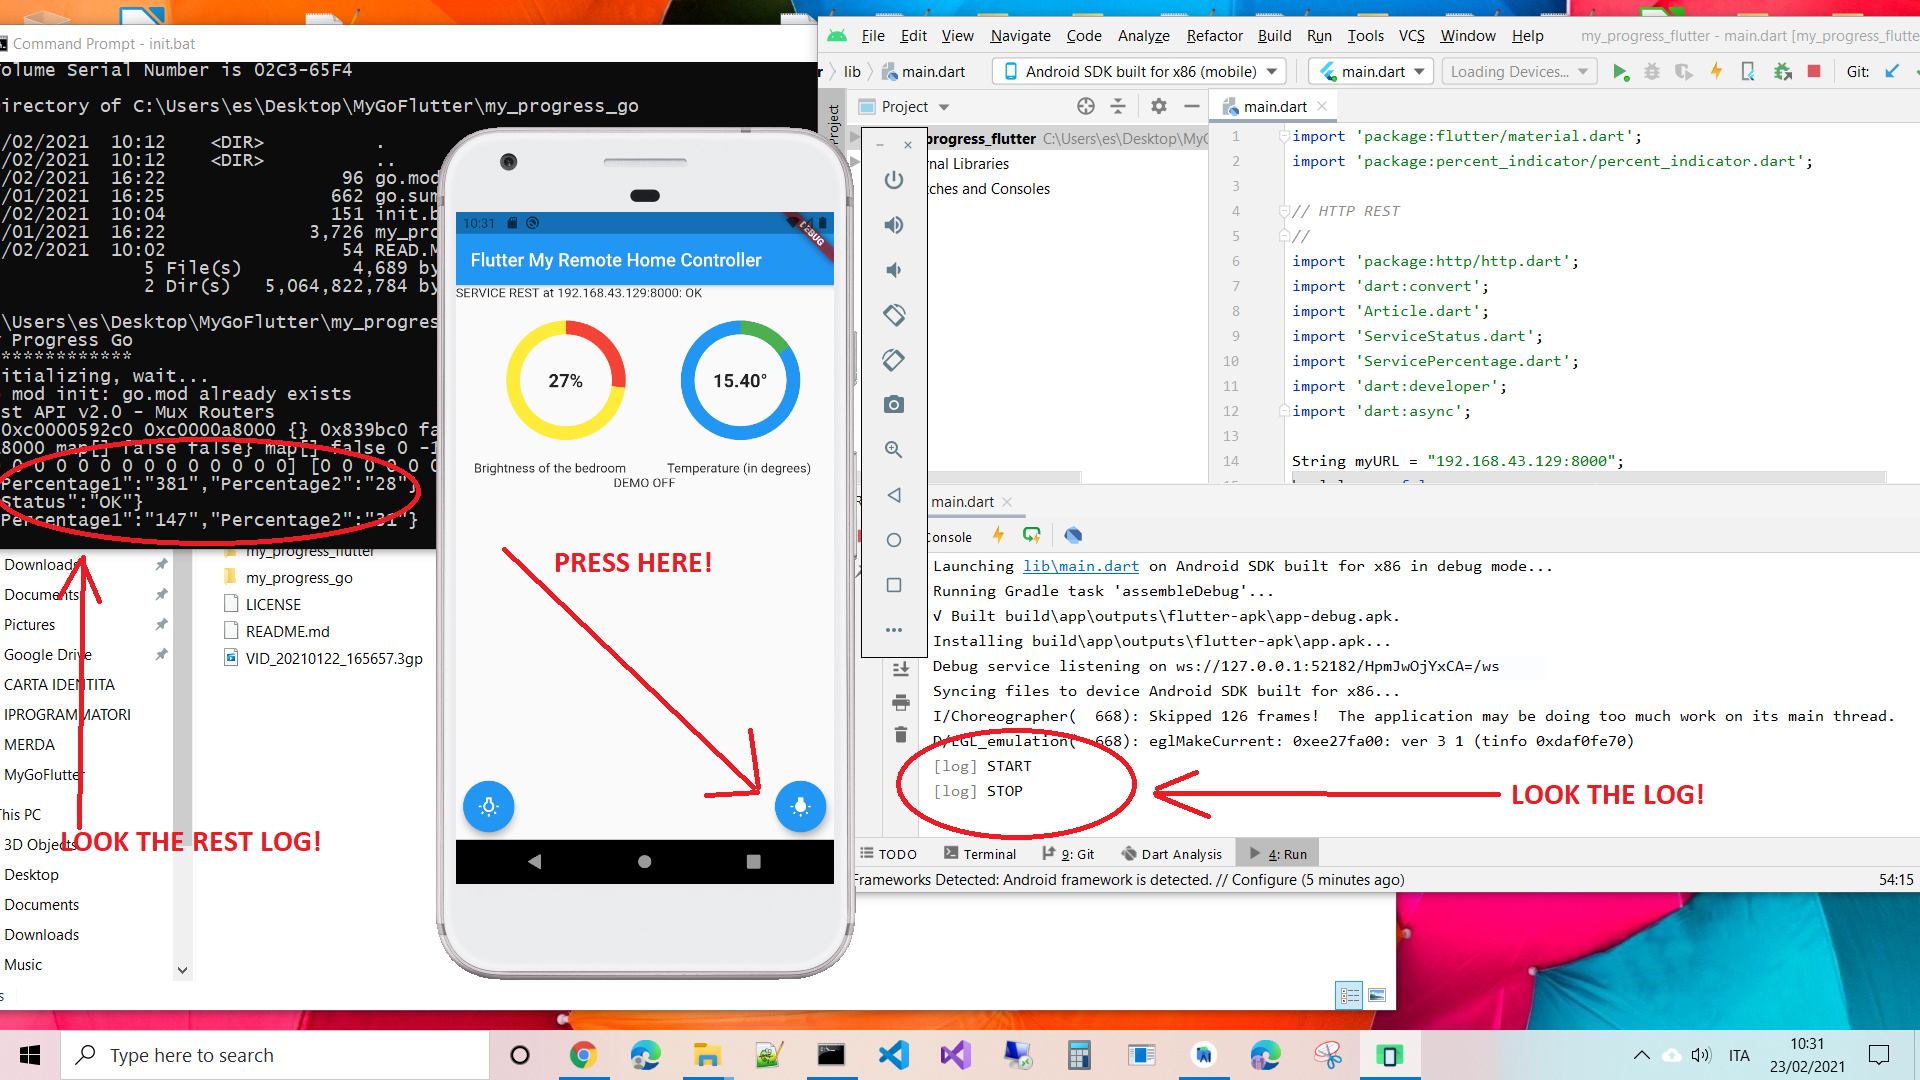 Command Prompt - init.bat
olume Serial Number is 02C3-65F4
irectory of C:\Users\es\Desktop\MyGoFlutter\my_progress_go
/02/2021  10:12    <DIR>          .
/02/2021  10:12    <DIR>          ..
/02/2021  16:22                96 go.mod
/01/2021  16:25               662 go.sum
/02/2021  10:04               151 init.b
/01/2021  16:22             3,726 my_pro
/02/2021  10:02                54 READ.M
5 File(s)          4,689 by
2 Dir(s)   5,064,822,784 by
\Users\es\Desktop\MyGoFlutter\my_progres
Progress Go
************
itializing, wait...
mod init: go.mod already exists
st API v2.0 - Mux Routers
0xc0000592c0 0xc0000a8000 {} 0x839bc0 fa
8000 map[] false false} map[] false 0 -1
0 0 0 0 0 0 0 0 0 0 0 0 0] [0 0 0 0 0 0
Percentage1":"381","Percentage2":"28"}
Status":"OK"}
Percentage1":"147","Percentage2":"31"}
Downloads
Documents
Pictures
Google Drive
CARTA IDENTITA
IPROGRAMMATORI
MERDA
MyGoFlutter
his PC
3D Objects
Desktop
Documents
Downloads
Music
s
my_progress_flutter
my_progress_go
LICENSE
README.md
VID_20210122_165657.3gp
LOOK THE REST LOG!
10:31
DEBUG
Flutter My Remote Home Controller
SERVICE REST at 192.168.43.129:8000: OK
27%
15.40°
Brightness of the bedroom
Temperature (in degrees)
DEMO OFF
PRESS HERE!
File Edit View Navigate Code Analyze Refactor Build Run Tools VCS Window Help
my_progress_flutter - main.dart [my_progress_flutte
r lib main.dart
Android SDK built for x86 (mobile)
main.dart
Loading Devices...
Git:
Project
Project
main.dart
progress_flutter C:\Users\es\Desktop\MyG
nal Libraries
tches and Consoles
1 import 'package:flutter/material.dart';
2 import 'package:percent_indicator/percent_indicator.dart';
3
4 // HTTP REST
5 //
6 import 'package:http/http.dart';
7 import 'dart:convert';
8 import 'Article.dart';
9 import 'ServiceStatus.dart';
10 import 'ServicePercentage.dart';
11 import 'dart:developer';
12 import 'dart:async';
13
14 String myURL = "192.168.43.129:8000";
main.dart
Console
Launching lib\main.dart on Android SDK built for x86 in debug mode...
Running Gradle task 'assembleDebug'...
√ Built build\app\outputs\flutter-apk\app-debug.apk.
Installing build\app\outputs\flutter-apk\app.apk...
Debug service listening on ws://127.0.0.1:52182/HpmJwOjYxCA=/ws
Syncing files to device Android SDK built for x86...
I/Choreographer(  668): Skipped 126 frames!  The application may be doing too much work on its main thread.
D/EGL_emulation(  668): eglMakeCurrent: 0xee27fa00: ver 3 1 (tinfo 0xdaf0fe70)
[log] START
[log] STOP
LOOK THE LOG!
TODO Terminal 9: Git Dart Analysis 4: Run
Frameworks Detected: Android framework is detected. // Configure (5 minutes ago)
54:15
Type here to search
ITA
10:31
23/02/2021